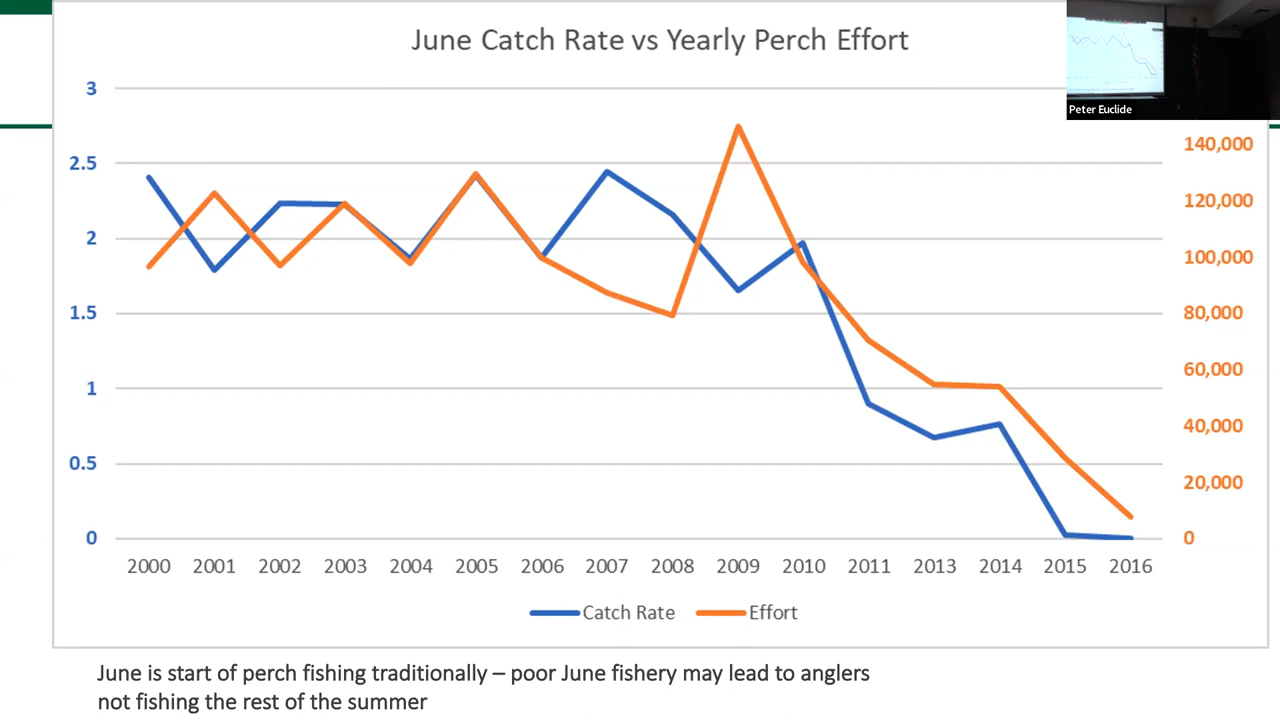 June Catch Rate vs Yearly Perch Effort
Peter Euclide
3
2.5
2
1.5
1
0.5
0
140,000
120,000
100,000
80,000
60,000
40,000
20,000
0
2000 2001 2002 2003 2004 2005 2006 2007 2008 2009 2010 2011 2013 2014 2015 2016
Catch Rate Effort
June is start of perch fishing traditionally – poor June fishery may lead to anglers
not fishing the rest of the summer